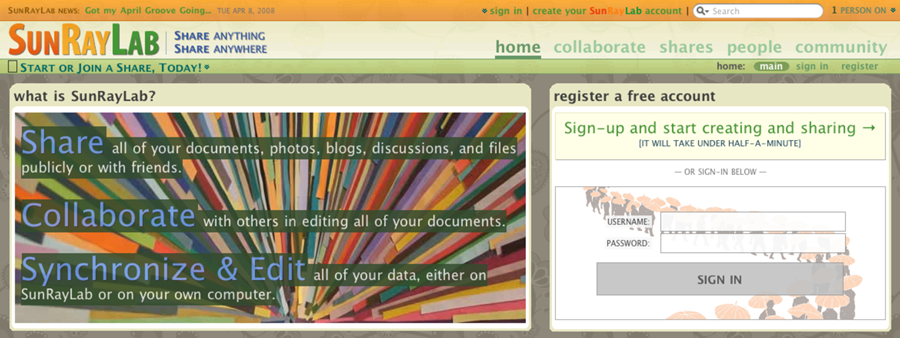 SUNRAYLAB NEWS: Got my April Groove Going... TUE APR 8, 2008
sign in | create your SunRayLab account | Search 1 PERSON ON
SUNRAYLAB SHARE ANYTHING
SHARE ANYWHERE
home collaborate shares people community
START OR JOIN A SHARE, TODAY!
home: main sign in register
what is SunRayLab?
Share all of your documents, photos, blogs, discussions, and files
publicly or with friends.
Collaborate with others in editing all of your documents.
Synchronize & Edit all of your data, either on
SunRayLab or on your own computer.
register a free account
Sign-up and start creating and sharing →
[IT WILL TAKE UNDER HALF-A-MINUTE]
— OR SIGN-IN BELOW —
USERNAME:
PASSWORD:
SIGN IN